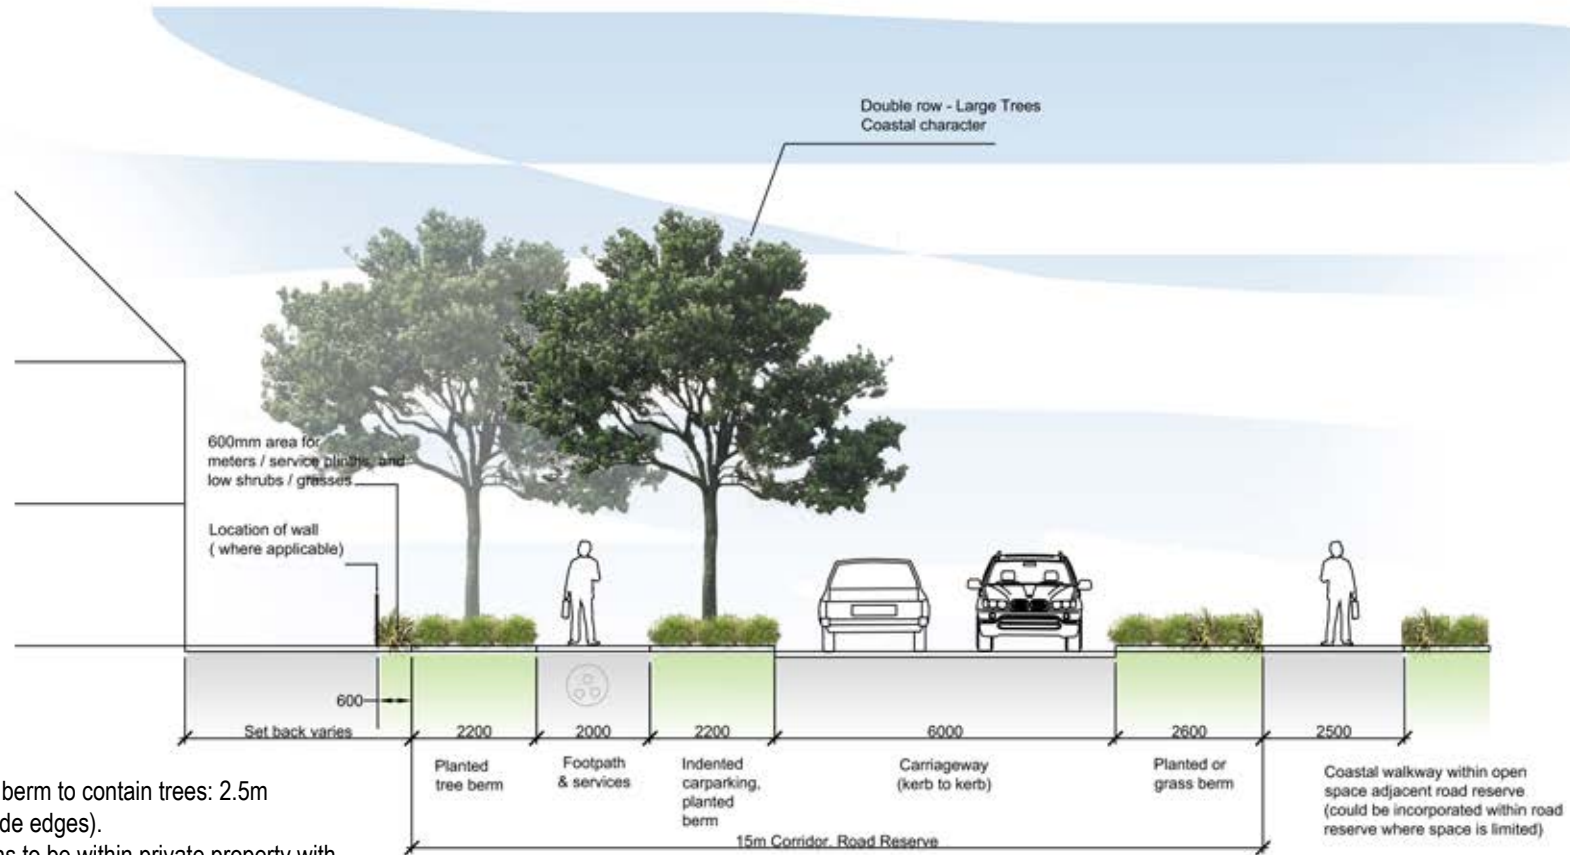 Double row - Large Trees
Coastal character
600mm area for
meters / service plinths, and
low shrubs / grasses
Location of wall
( where applicable)
600
Set back varies
2200
2000
2200
6000
2600
2500
Planted
tree berm
Footpath
& services
Indented
carparking,
planted
berm
Carriageway
(kerb to kerb)
Planted or
grass berm
Coastal walkway within open
space adjacent road reserve
(could be incorporated within road
reserve where space is limited)
15m Corridor. Road Reserve
berm to contain trees: 2.5m
de edges).
to be within private property with